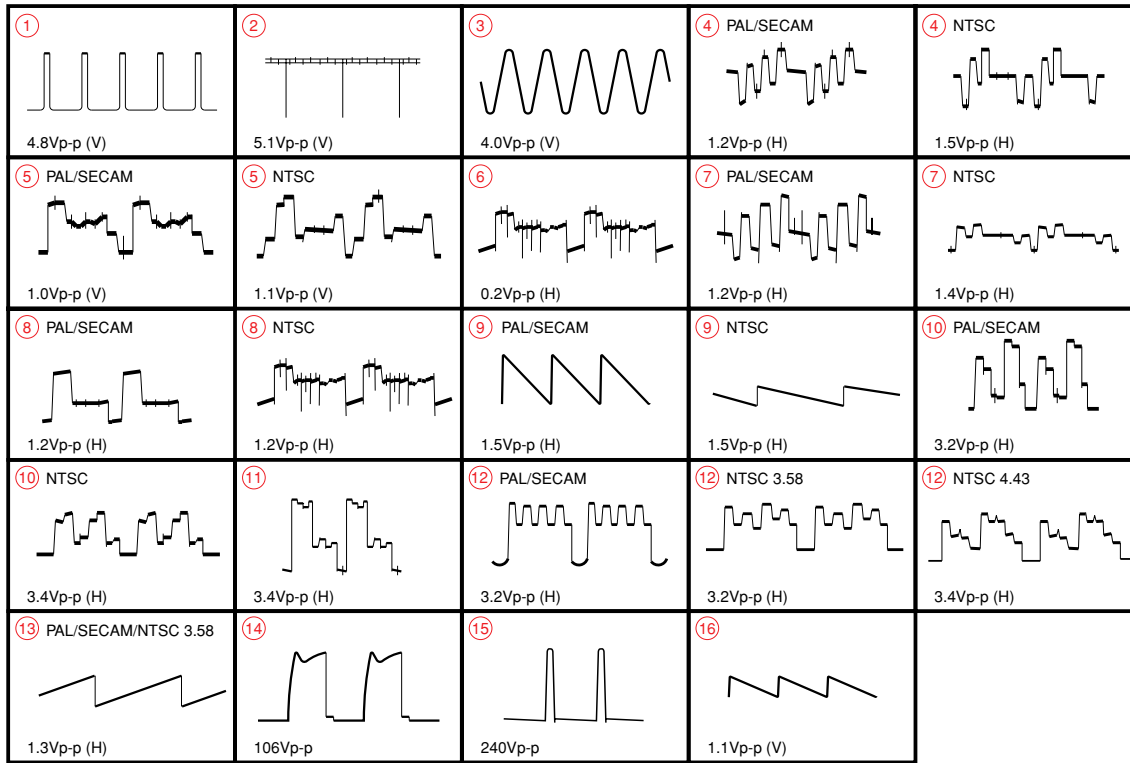 1
4.8Vp-p (V)
2
5.1Vp-p (V)
3
4.0Vp-p (V)
4 PAL/SECAM
1.2Vp-p (H)
4 NTSC
1.5Vp-p (H)
5 PAL/SECAM
1.0Vp-p (V)
5 NTSC
1.1Vp-p (V)
6
0.2Vp-p (H)
7 PAL/SECAM
1.2Vp-p (H)
7 NTSC
1.4Vp-p (H)
8 PAL/SECAM
1.2Vp-p (H)
8 NTSC
1.2Vp-p (H)
9 PAL/SECAM
1.5Vp-p (H)
9 NTSC
1.5Vp-p (H)
10 PAL/SECAM
3.2Vp-p (H)
10 NTSC
3.4Vp-p (H)
11
3.4Vp-p (H)
12 PAL/SECAM
3.2Vp-p (H)
12 NTSC 3.58
3.2Vp-p (H)
12 NTSC 4.43
3.4Vp-p (H)
13 PAL/SECAM/NTSC 3.58
1.3Vp-p (H)
14
106Vp-p
15
240Vp-p
16
1.1Vp-p (V)